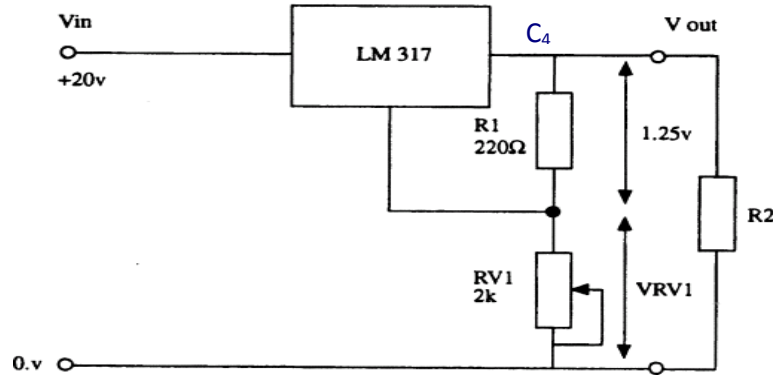 Vin
LM 317
C₄
V out
+20v
R1
220Ω
1.25v
R2
RV1
2k
VRV1
0.v